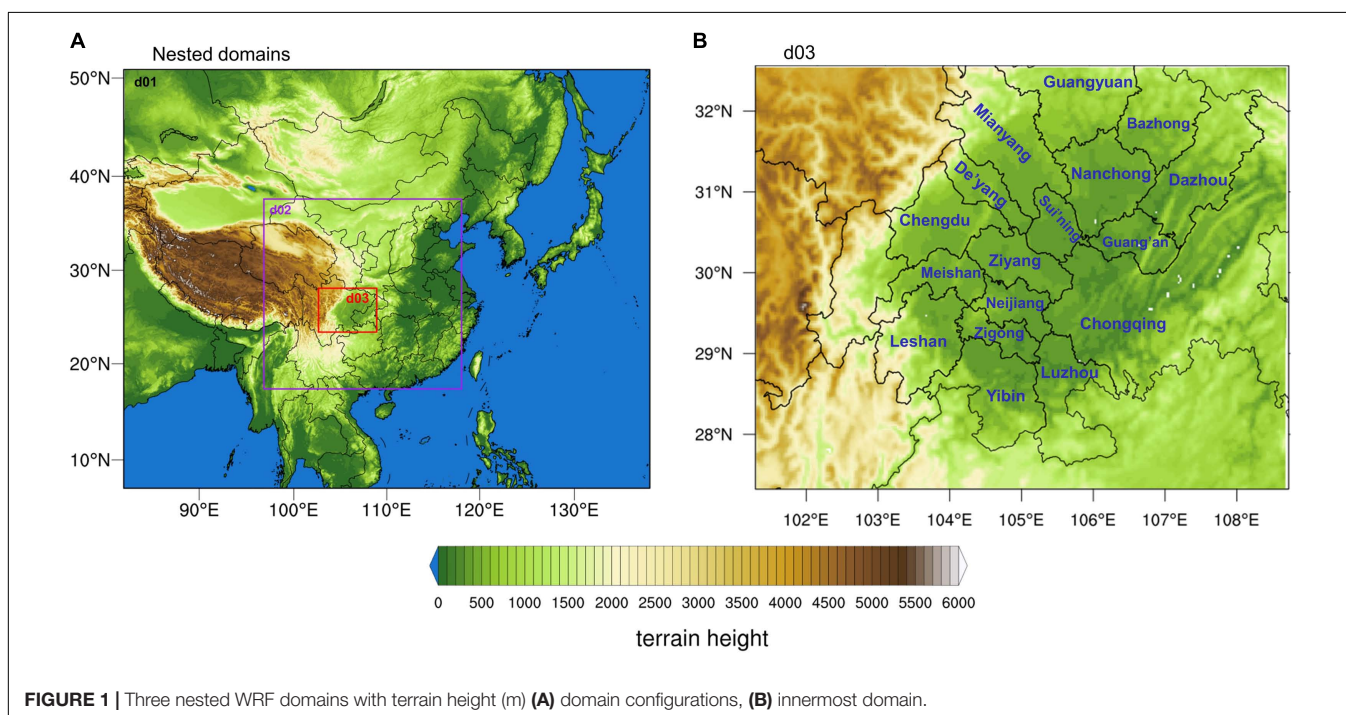 A
Nested domains
d01
d02
d03
50°N
40°N
30°N
20°N
10°N
90°E
100°E
110°E
120°E
130°E
B
d03
Guangyuan
Mianyang
Bazhong
De'yang
Nanchong
Dazhou
Sui'ning
Chengdu
Guang'an
Meishan
Ziyang
Neijiang
Zigong
Chongqing
Leshan
Luzhou
Yibin
32°N
31°N
30°N
29°N
28°N
102°E
103°E
104°E
105°E
106°E
107°E
108°E
0 500 1000 1500 2000 2500 3000 3500 4000 4500 5000 5500 6000
terrain height
FIGURE 1 | Three nested WRF domains with terrain height (m) (A) domain configurations, (B) innermost domain.